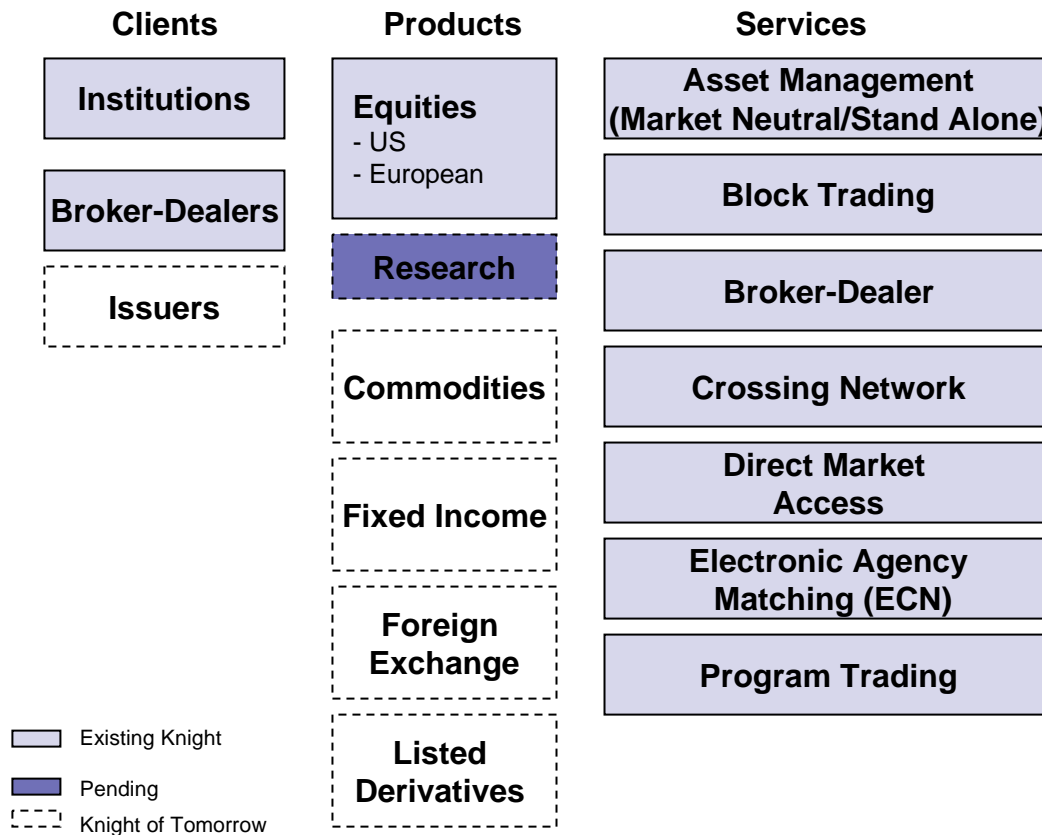 Clients
Products
Services
Institutions
Broker-Dealers
Issuers
Equities
- US
- European
Research
Commodities
Fixed Income
Foreign
Exchange
Listed
Derivatives
Asset Management
(Market Neutral/Stand Alone)
Block Trading
Broker-Dealer
Crossing Network
Direct Market
Access
Electronic Agency
Matching (ECN)
Program Trading
Existing Knight
Pending
Knight of Tomorrow